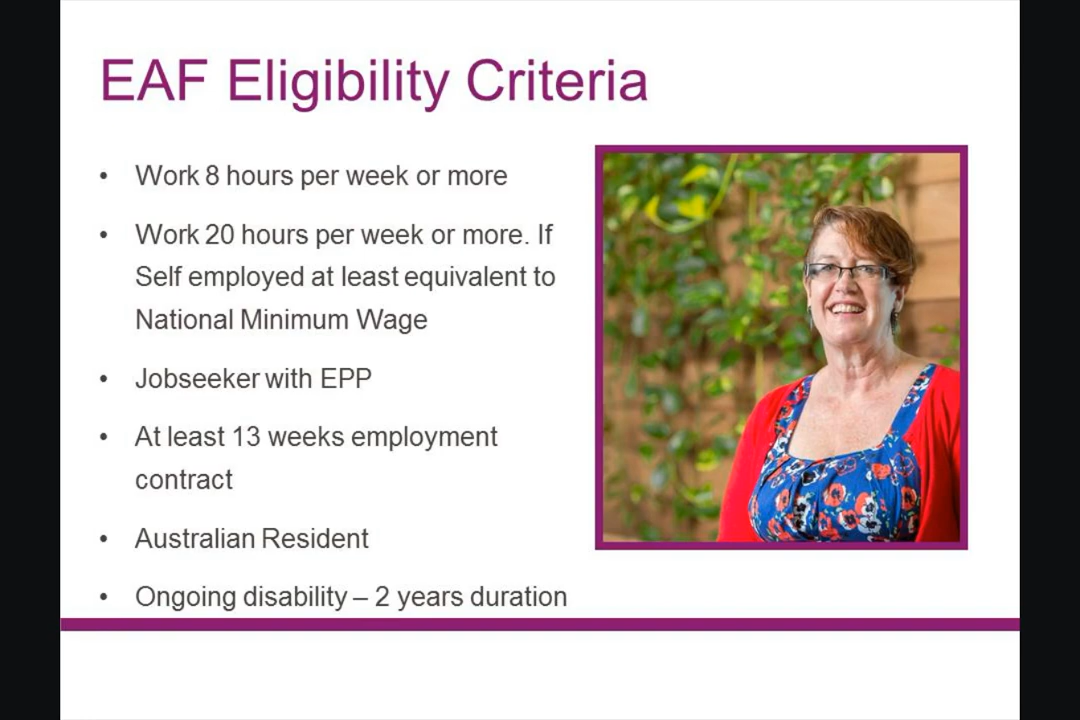 EAF Eligibility Criteria
• Work 8 hours per week or more
• Work 20 hours per week or more. If
Self employed at least equivalent to
National Minimum Wage
• Jobseeker with EPP
• At least 13 weeks employment
contract
• Australian Resident
• Ongoing disability – 2 years duration